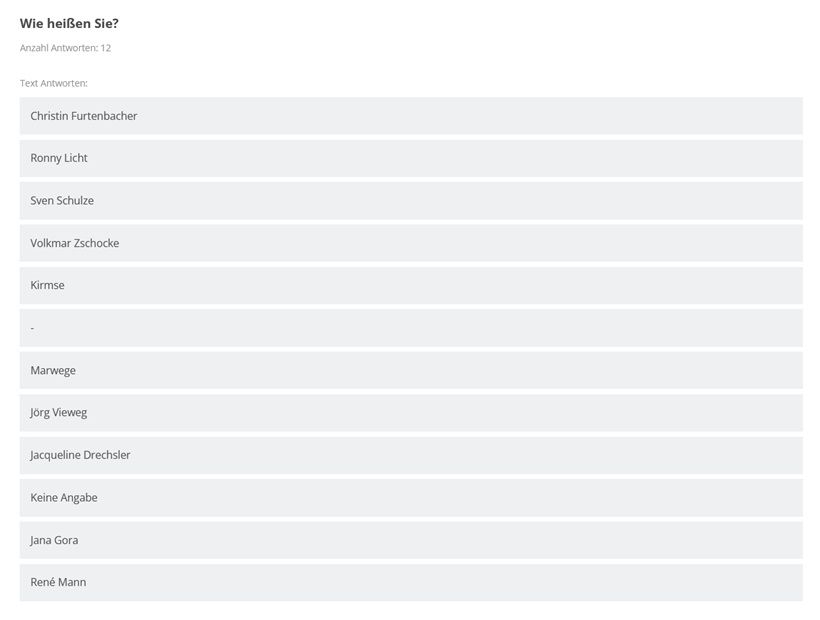 Wie heißen Sie?
Anzahl Antworten: 12
Text Antworten:
Christin Furtenbacher
Ronny Licht
Sven Schulze
Volkmar Zschocke
Kirmse
-
Marwege
Jörg Vieweg
Jacqueline Drechsler
Keine Angabe
Jana Gora
René Mann